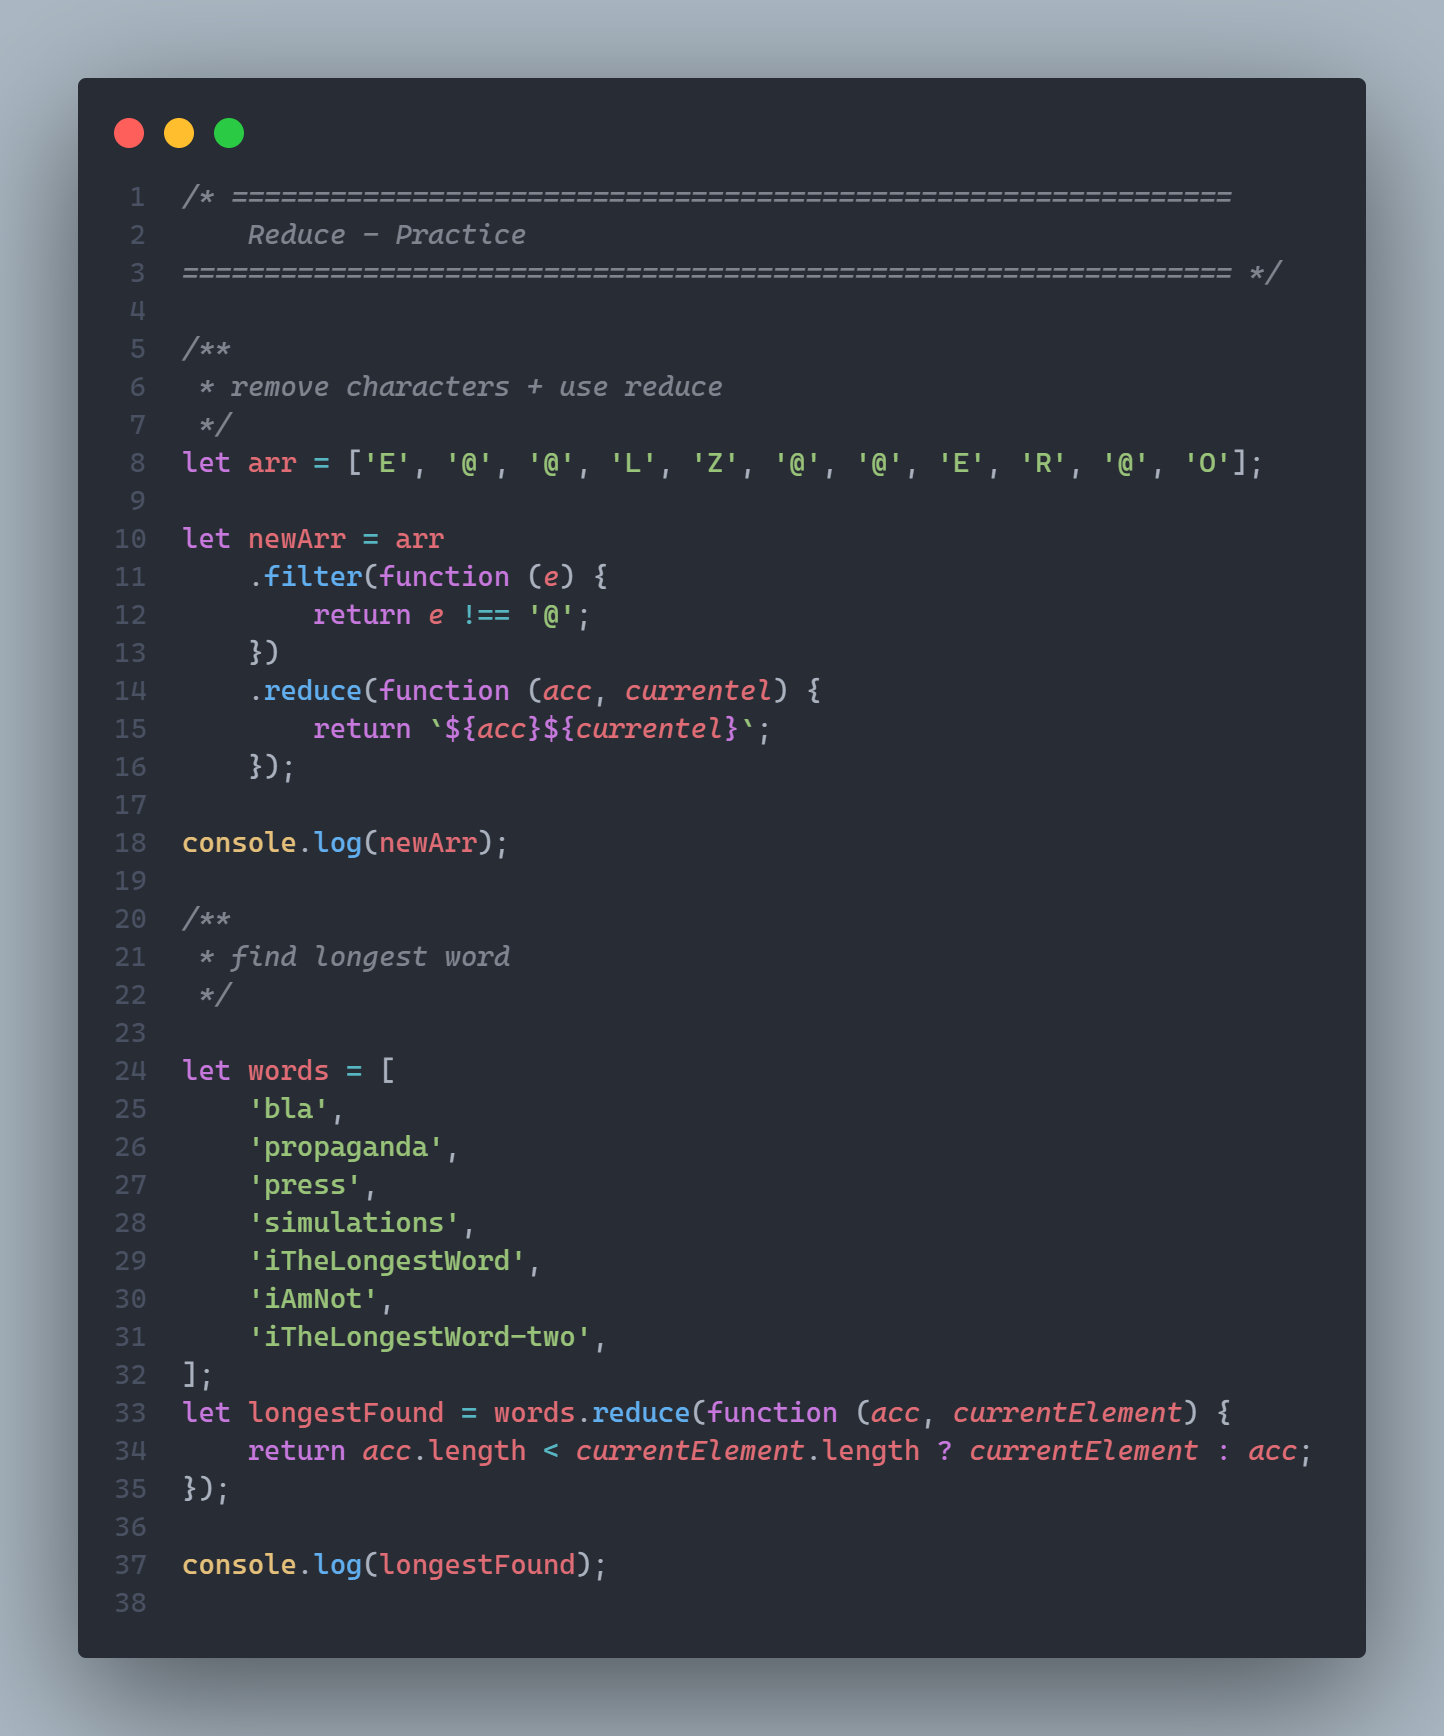 1 /* =============================================================
2     Reduce - Practice
3 ================================================================ */
4
5 /**
6  * remove characters + use reduce
7  */
8 let arr = ['E', '@', '@', 'L', 'Z', '@', '@', 'E', 'R', '@', 'O'];
9
10 let newArr = arr
11     .filter(function (e) {
12         return e !== '@';
13     })
14     .reduce(function (acc, currentel) {
15         return `${acc}${currentel}`;
16     });
17
18 console.log(newArr);
19
20 /**
21  * find longest word
22  */
23
24 let words = [
25     'bla',
26     'propaganda',
27     'press',
28     'simulations',
29     'iTheLongestWord',
30     'iAmNot',
31     'iTheLongestWord-two',
32 ];
33 let longestFound = words.reduce(function (acc, currentElement) {
34     return acc.length < currentElement.length ? currentElement : acc;
35 });
36
37 console.log(longestFound);
38